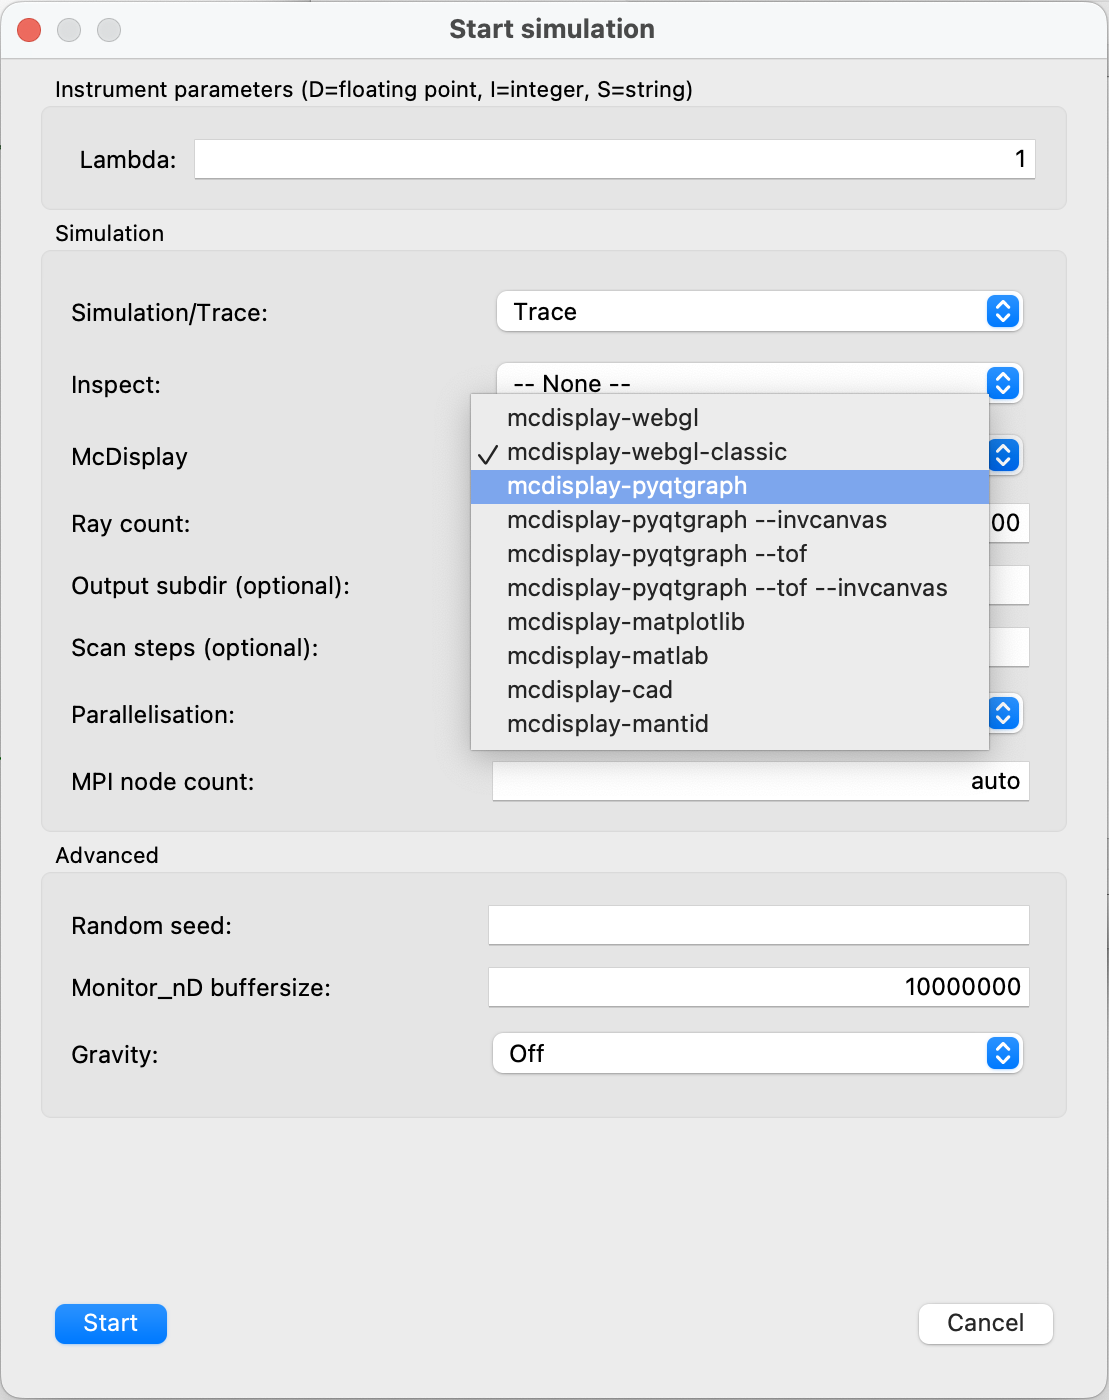 Start simulation
Instrument parameters (D=floating point, I=integer, S=string)
Lambda: 1
Simulation
Simulation/Trace: Trace
Inspect: -- None --
mcdisplay-webgl
McDisplay ✓ mcdisplay-webgl-classic
mcdisplay-pyqtgraph
Ray count: mcdisplay-pyqtgraph --invcanvas 00
mcdisplay-pyqtgraph --tof
Output subdir (optional): mcdisplay-pyqtgraph --tof --invcanvas
mcdisplay-matplotlib
Scan steps (optional): mcdisplay-matlab
mcdisplay-cad
Parallelisation: mcdisplay-mantid
MPI node count: auto
Advanced
Random seed:
Monitor_nD buffersize: 10000000
Gravity: Off
Start Cancel